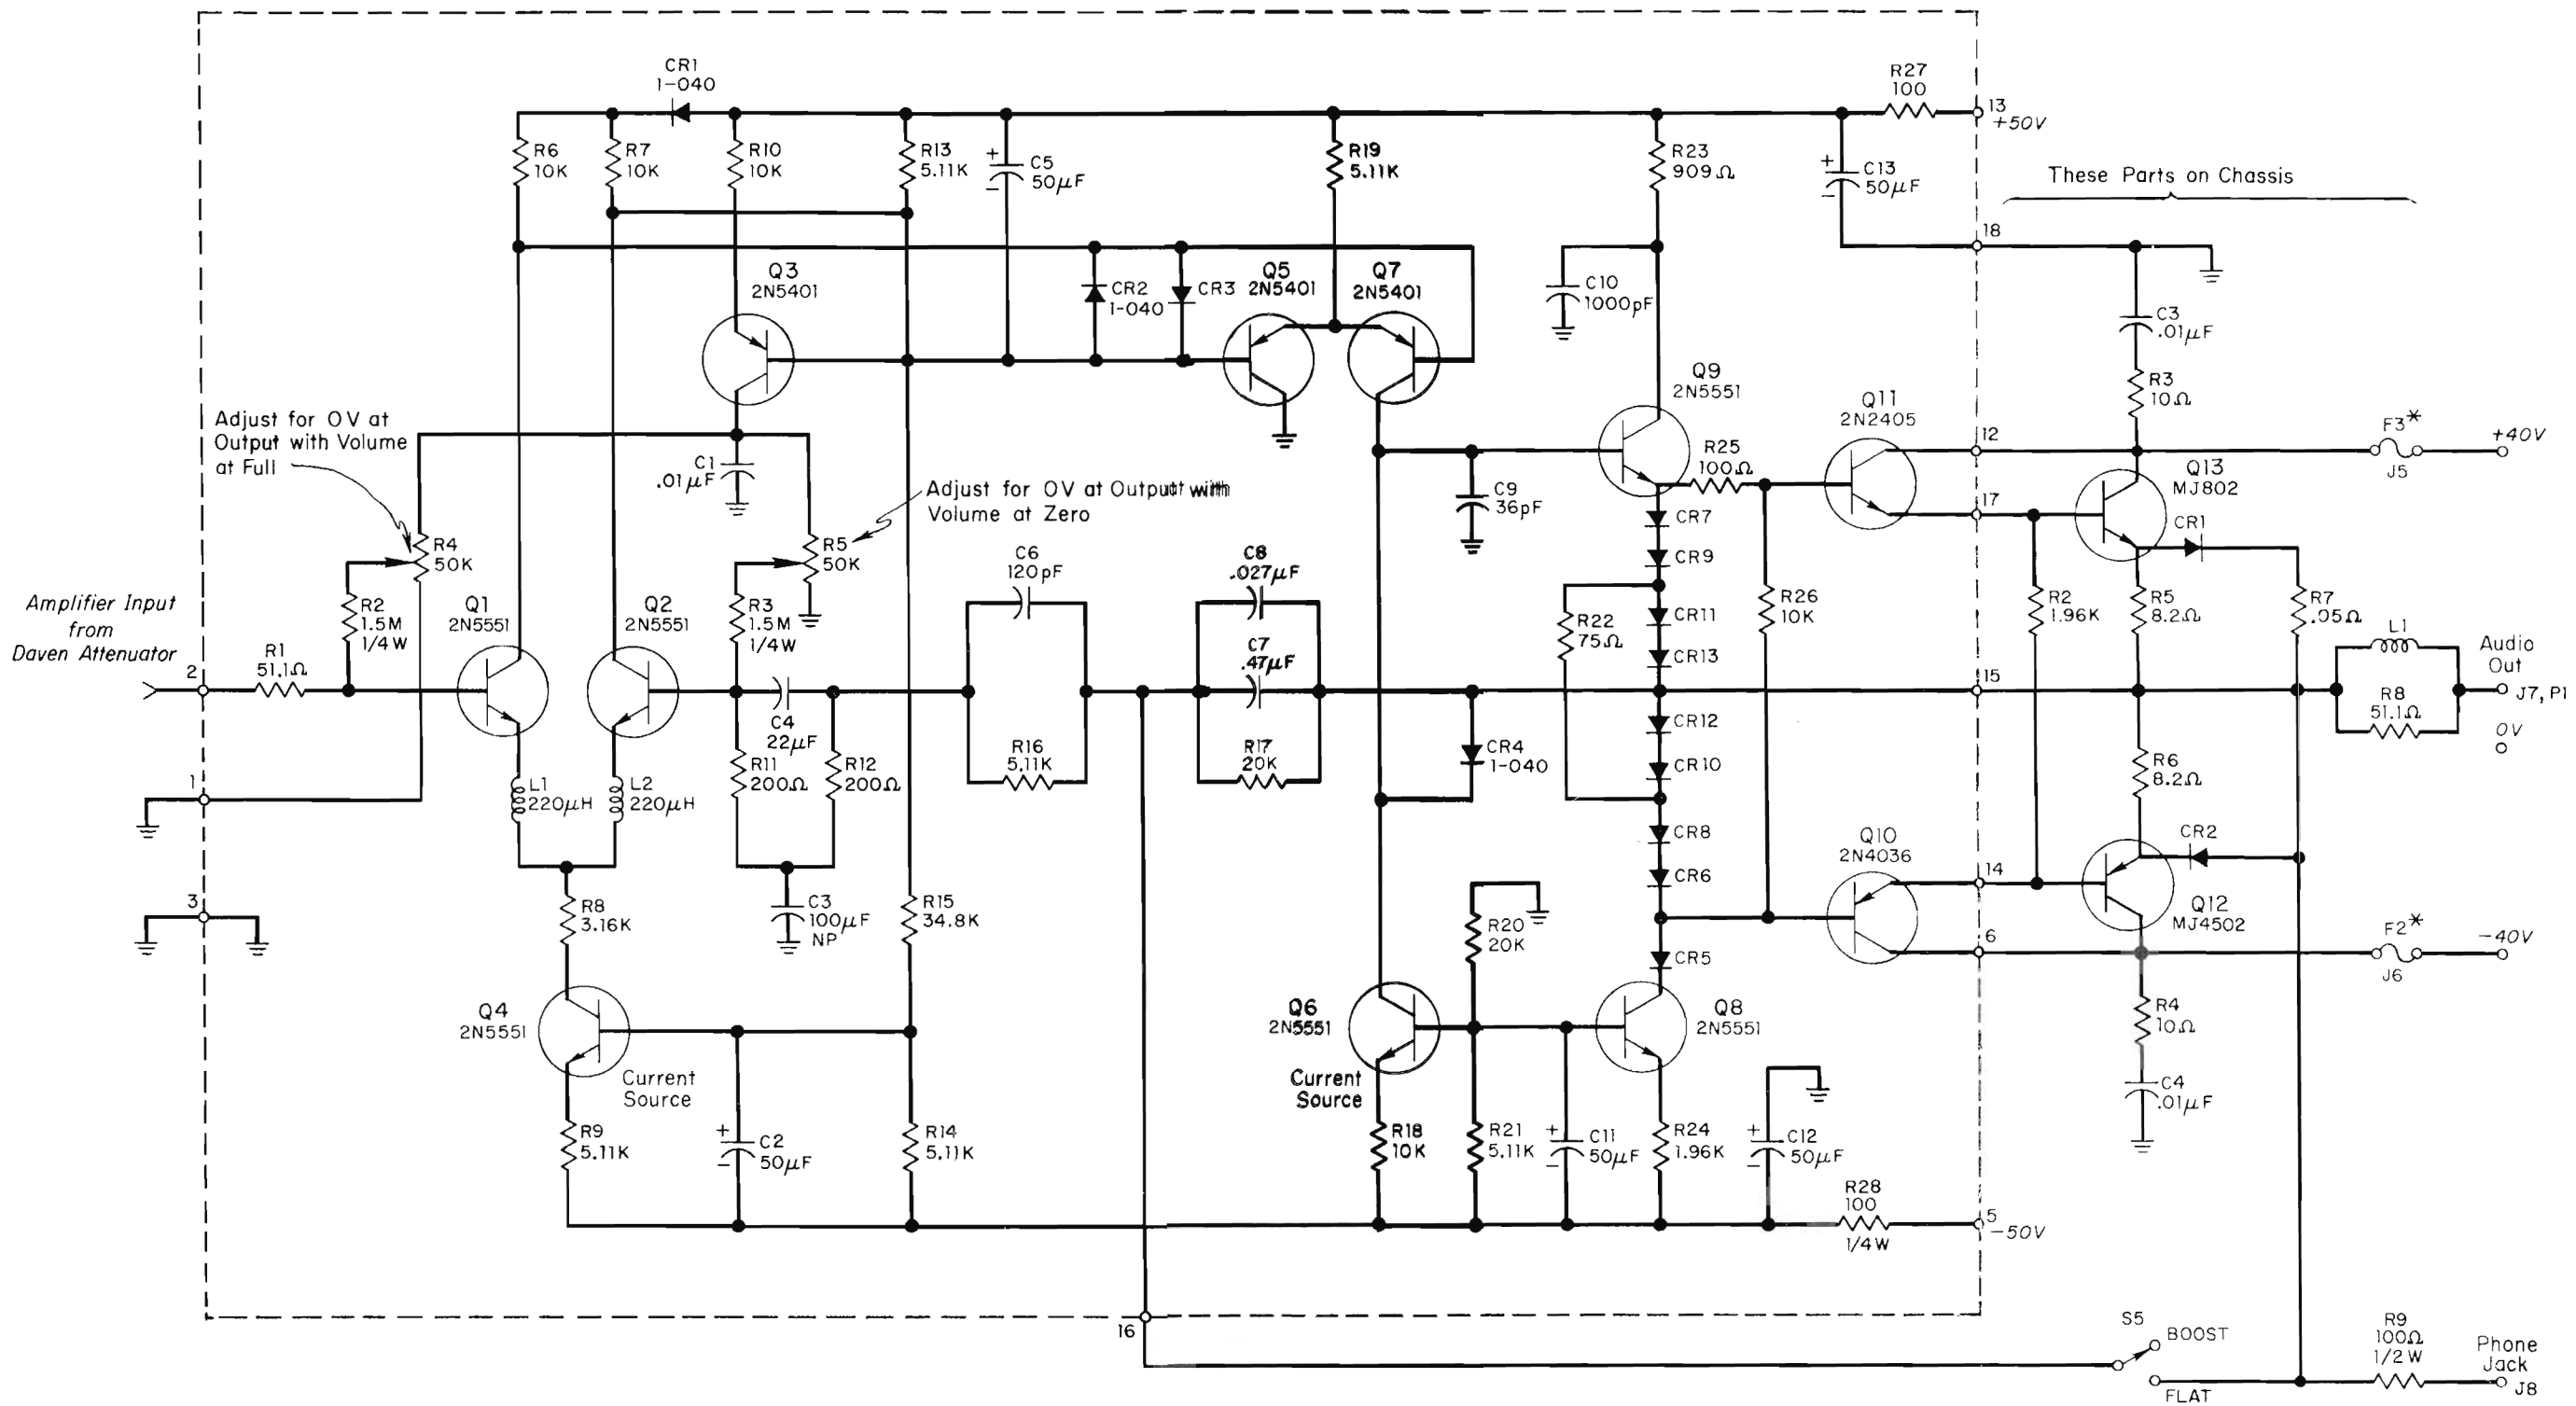 CR1
1-040
R27
100
13
+50V
R6
10K
R7
10K
R10
10K
R13
5.11K
+
C5
50μF
−
R19
5.11K
R23
909Ω
+
C13
50μF
−
These Parts on Chassis
18
Q3
2N5401
CR2
1-040
CR3
Q5
2N5401
Q7
2N5401
C10
1000pF
C3
.01μF
R3
10Ω
Adjust for 0V at
Output with Volume
at Full
C1
.01μF
Adjust for 0V at Output with
Volume at Zero
Q9
2N5551
R25
100Ω
Q11
2N2405
12
F3*
J5
+40V
17
Q13
MJ802
CR1
C9
36pF
CR7
CR9
R4
50K
R5
50K
C6
120pF
C8
.027μF
Amplifier Input
from
Daven Attenuator
2
R1
51.1Ω
R2
1.5M
1/4W
Q1
2N5551
Q2
2N5551
R3
1.5M
1/4W
C7
.47μF
R22
75Ω
CR11
CR13
R26
10K
R2
1.96K
R5
8.2Ω
R7
.05Ω
L1
Audio
Out
J7, P1
R8
51.1Ω
0V
15
C4
22μF
R11
200Ω
R12
200Ω
R16
5.11K
R17
20K
CR4
1-040
CR12
CR10
R6
8.2Ω
1
L1
220μH
L2
220μH
CR8
CR6
Q10
2N4036
14
CR2
Q12
MJ4502
3
R8
3.16K
C3
100μF
NP
R15
34.8K
R20
20K
CR5
6
F2*
J6
−40V
Q4
2N5551
Current
Source
Q6
2N5551
Current
Source
Q8
2N5551
R4
10Ω
C4
.01μF
R9
5.11K
+
C2
50μF
−
R14
5.11K
R18
10K
R21
5.11K
+
C11
50μF
−
R24
1.96K
+
C12
50μF
−
R28
100
1/4W
5
−50V
16
S5
BOOST
FLAT
R9
100Ω
1/2W
Phone
Jack
J8